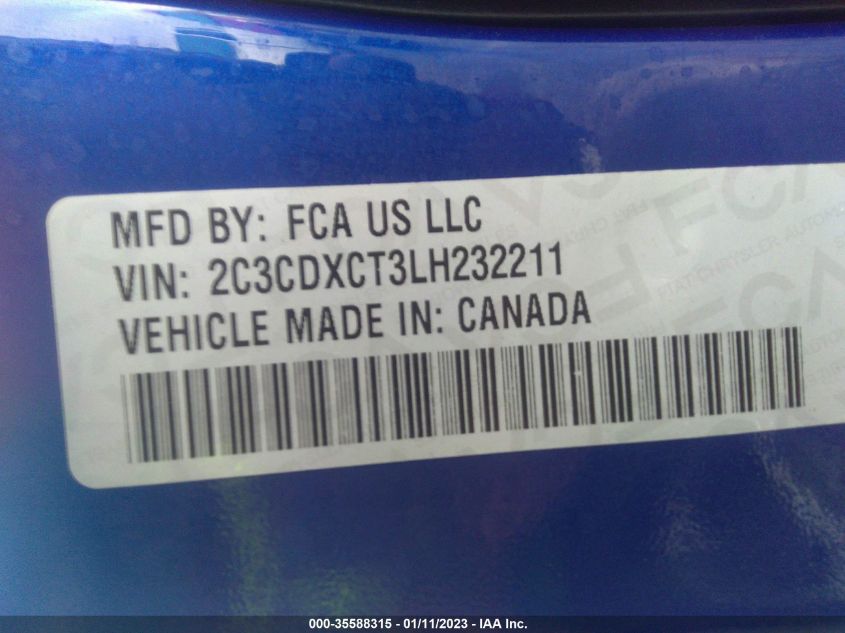 MFD BY: FCA US LLC
VIN: 2C3CDXCT3LH232211
VEHICLE MADE IN: CANADA
000-35588315 - 01/11/2023 - IAA Inc.